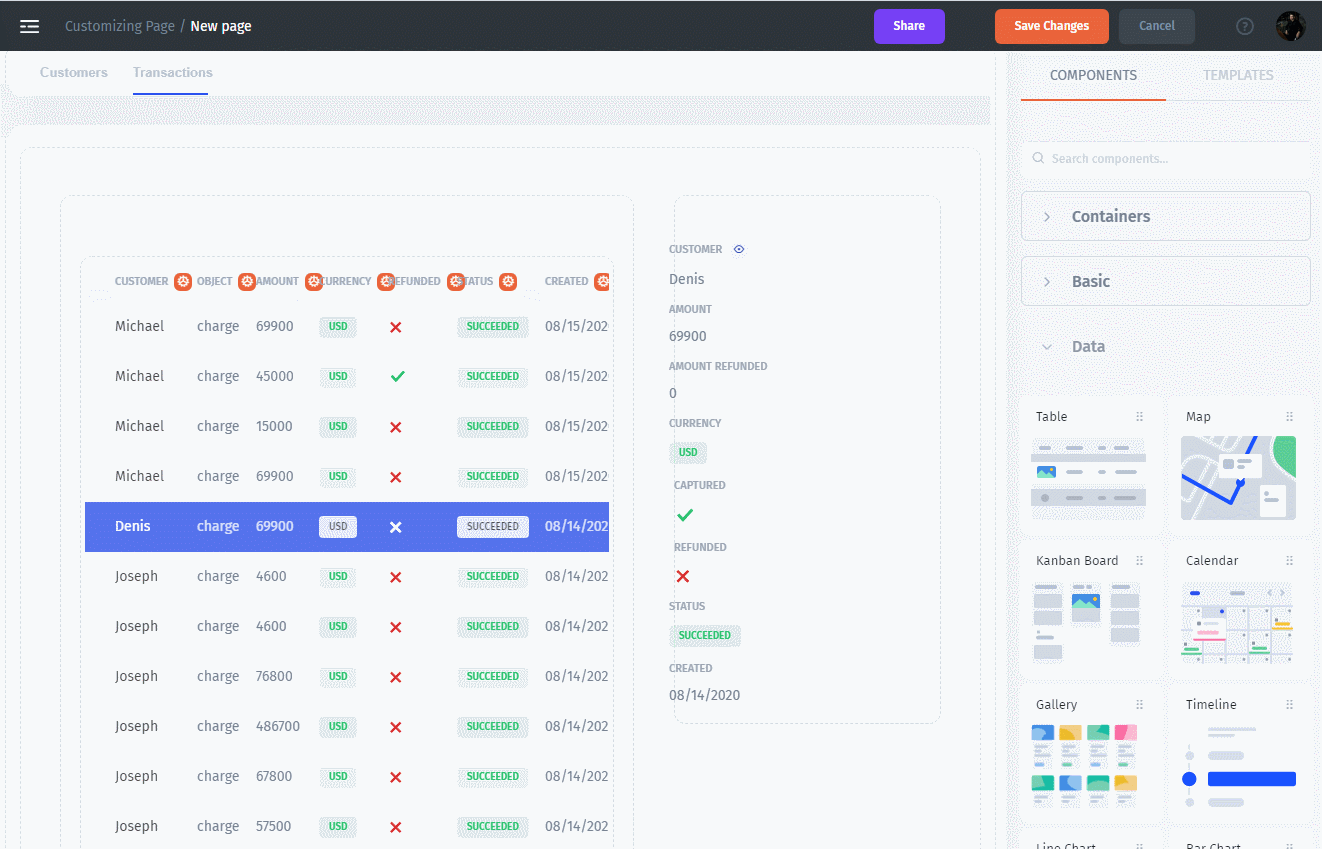 Customizing Page / New page
Share
Save Changes
Cancel
?
Customers
Transactions
CUSTOMER OBJECT AMOUNT CURRENCY REFUNDED STATUS CREATED
Michael charge 69900 USD SUCCEEDED 08/15/202
Michael charge 45000 USD SUCCEEDED 08/15/202
Michael charge 15000 USD SUCCEEDED 08/15/202
Michael charge 69900 USD SUCCEEDED 08/15/202
Denis charge 69900 USD SUCCEEDED 08/14/202
Joseph charge 4600 USD SUCCEEDED 08/14/202
Joseph charge 4600 USD SUCCEEDED 08/14/202
Joseph charge 76800 USD SUCCEEDED 08/14/202
Joseph charge 486700 USD SUCCEEDED 08/14/202
Joseph charge 67800 USD SUCCEEDED 08/14/202
Joseph charge 57500 USD SUCCEEDED 08/14/202
CUSTOMER
Denis
AMOUNT
69900
AMOUNT REFUNDED
0
CURRENCY
USD
CAPTURED
REFUNDED
STATUS
SUCCEEDED
CREATED
08/14/2020
COMPONENTS
TEMPLATES
Search components...
Containers
Basic
Data
Table
Map
Kanban Board
Calendar
Gallery
Timeline
Line Chart
Bar Chart